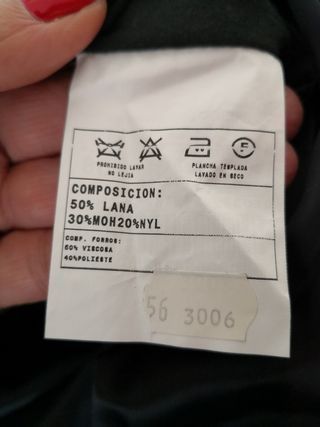 PROHIBIDO LAVAR
NO LEJIA
PLANCHA TEMPLADA
LAVADO EN SECO
F
COMPOSICION:
50% LANA
30%MOH20%NYL
COMP. FORROS:
60% VISCOSA
40%POLIESTE
56 3006